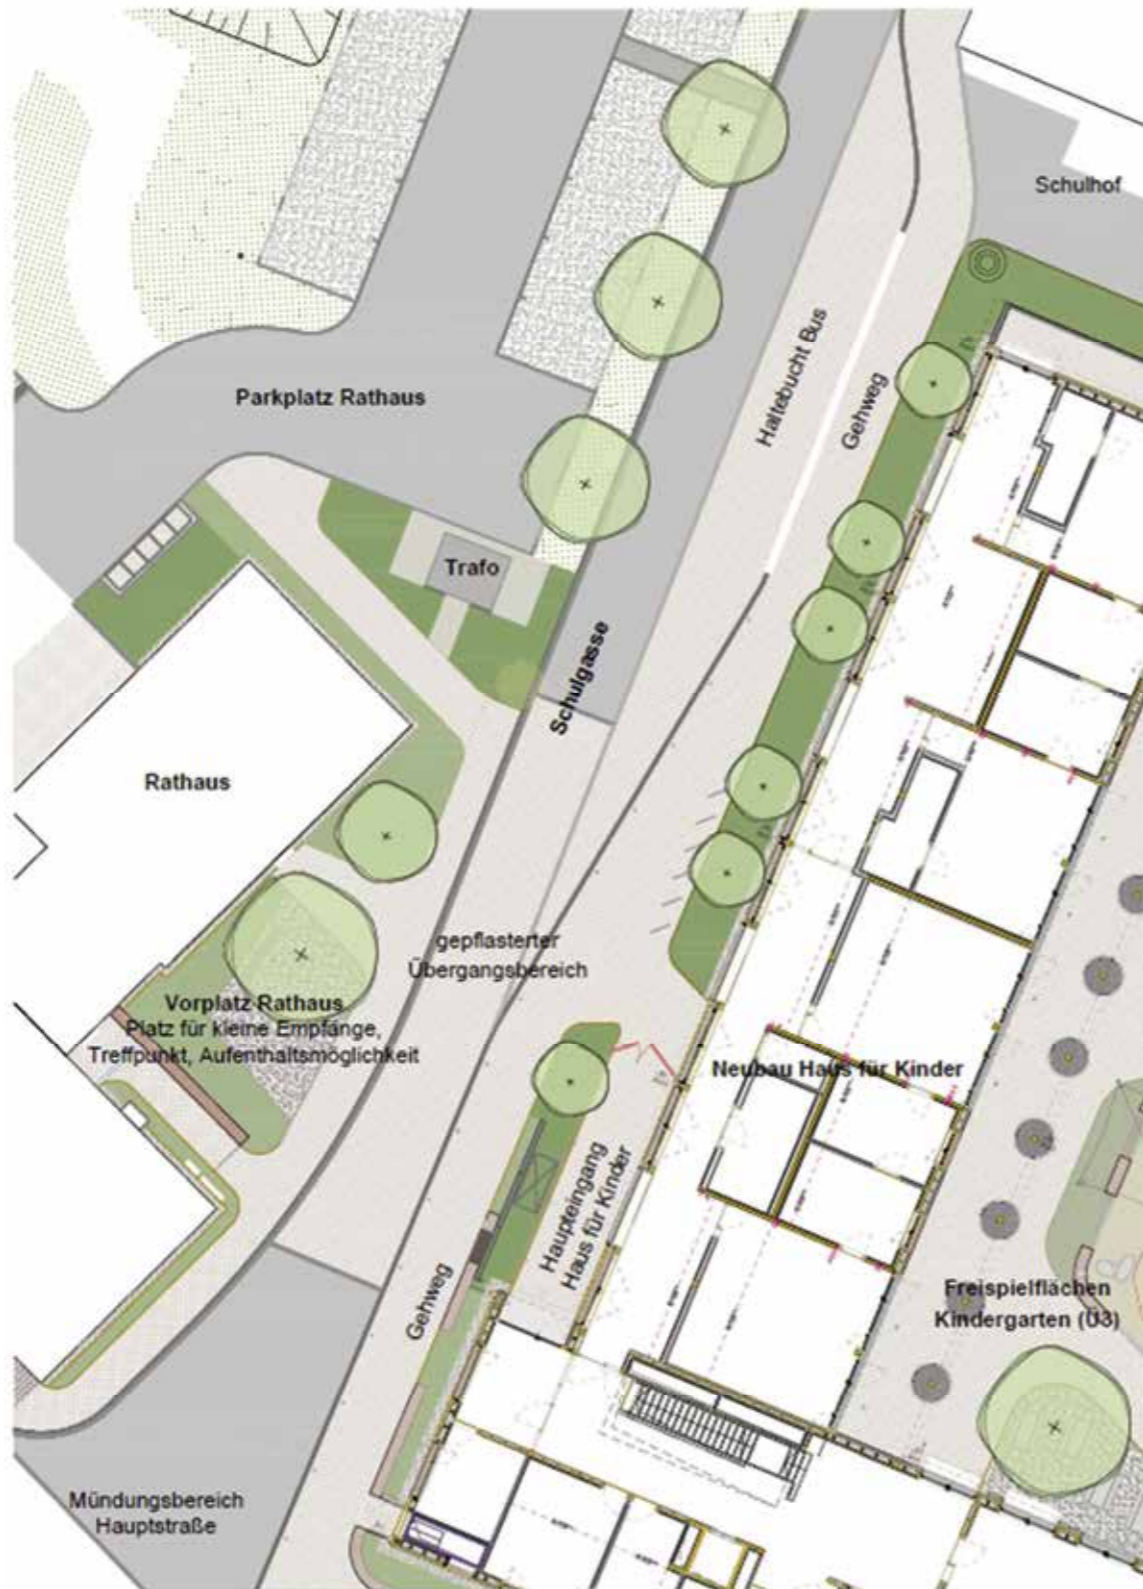 Schulhof
Haltebucht Bus
Gehweg
Parkplatz Rathaus
Trafo
Schulgasse
Rathaus
gepflasterter
Übergangsbereich
Vorplatz Rathaus
Platz für kleine Empfänge,
Treffpunkt, Aufenthaltsmöglichkeit
Neubau Haus für Kinder
Haupteingang
Haus für Kinder
Gehweg
Freispielflächen
Kindergarten (Ü3)
Mündungsbereich
Hauptstraße